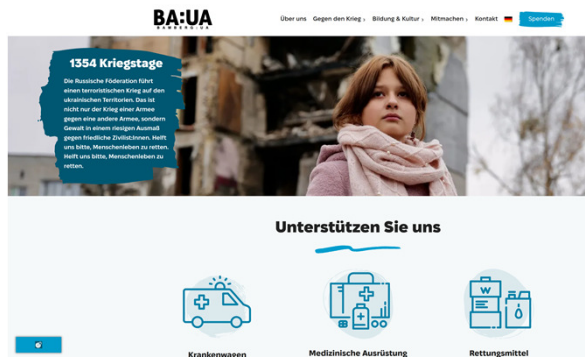 BA:UA
BAMBERG:UA
Über uns Gegen den Krieg Bildung & Kultur Mitmachen Kontakt Spenden
1354 Kriegstage
Die Russische Föderation führt
einen terroristischen Krieg auf den
ukrainischen Territorien. Das ist
nicht nur der Krieg einer Armee
gegen eine andere Armee, sondern
Gewalt in einem riesigen Ausmaß
gegen friedliche Zivilist:Innen. Helft
uns bitte, Menschenleben zu retten.
Helft uns bitte, Menschenleben zu
retten.
Unterstützen Sie uns
W
Krankenwagen Medizinische Ausrüstung Rettungsmittel